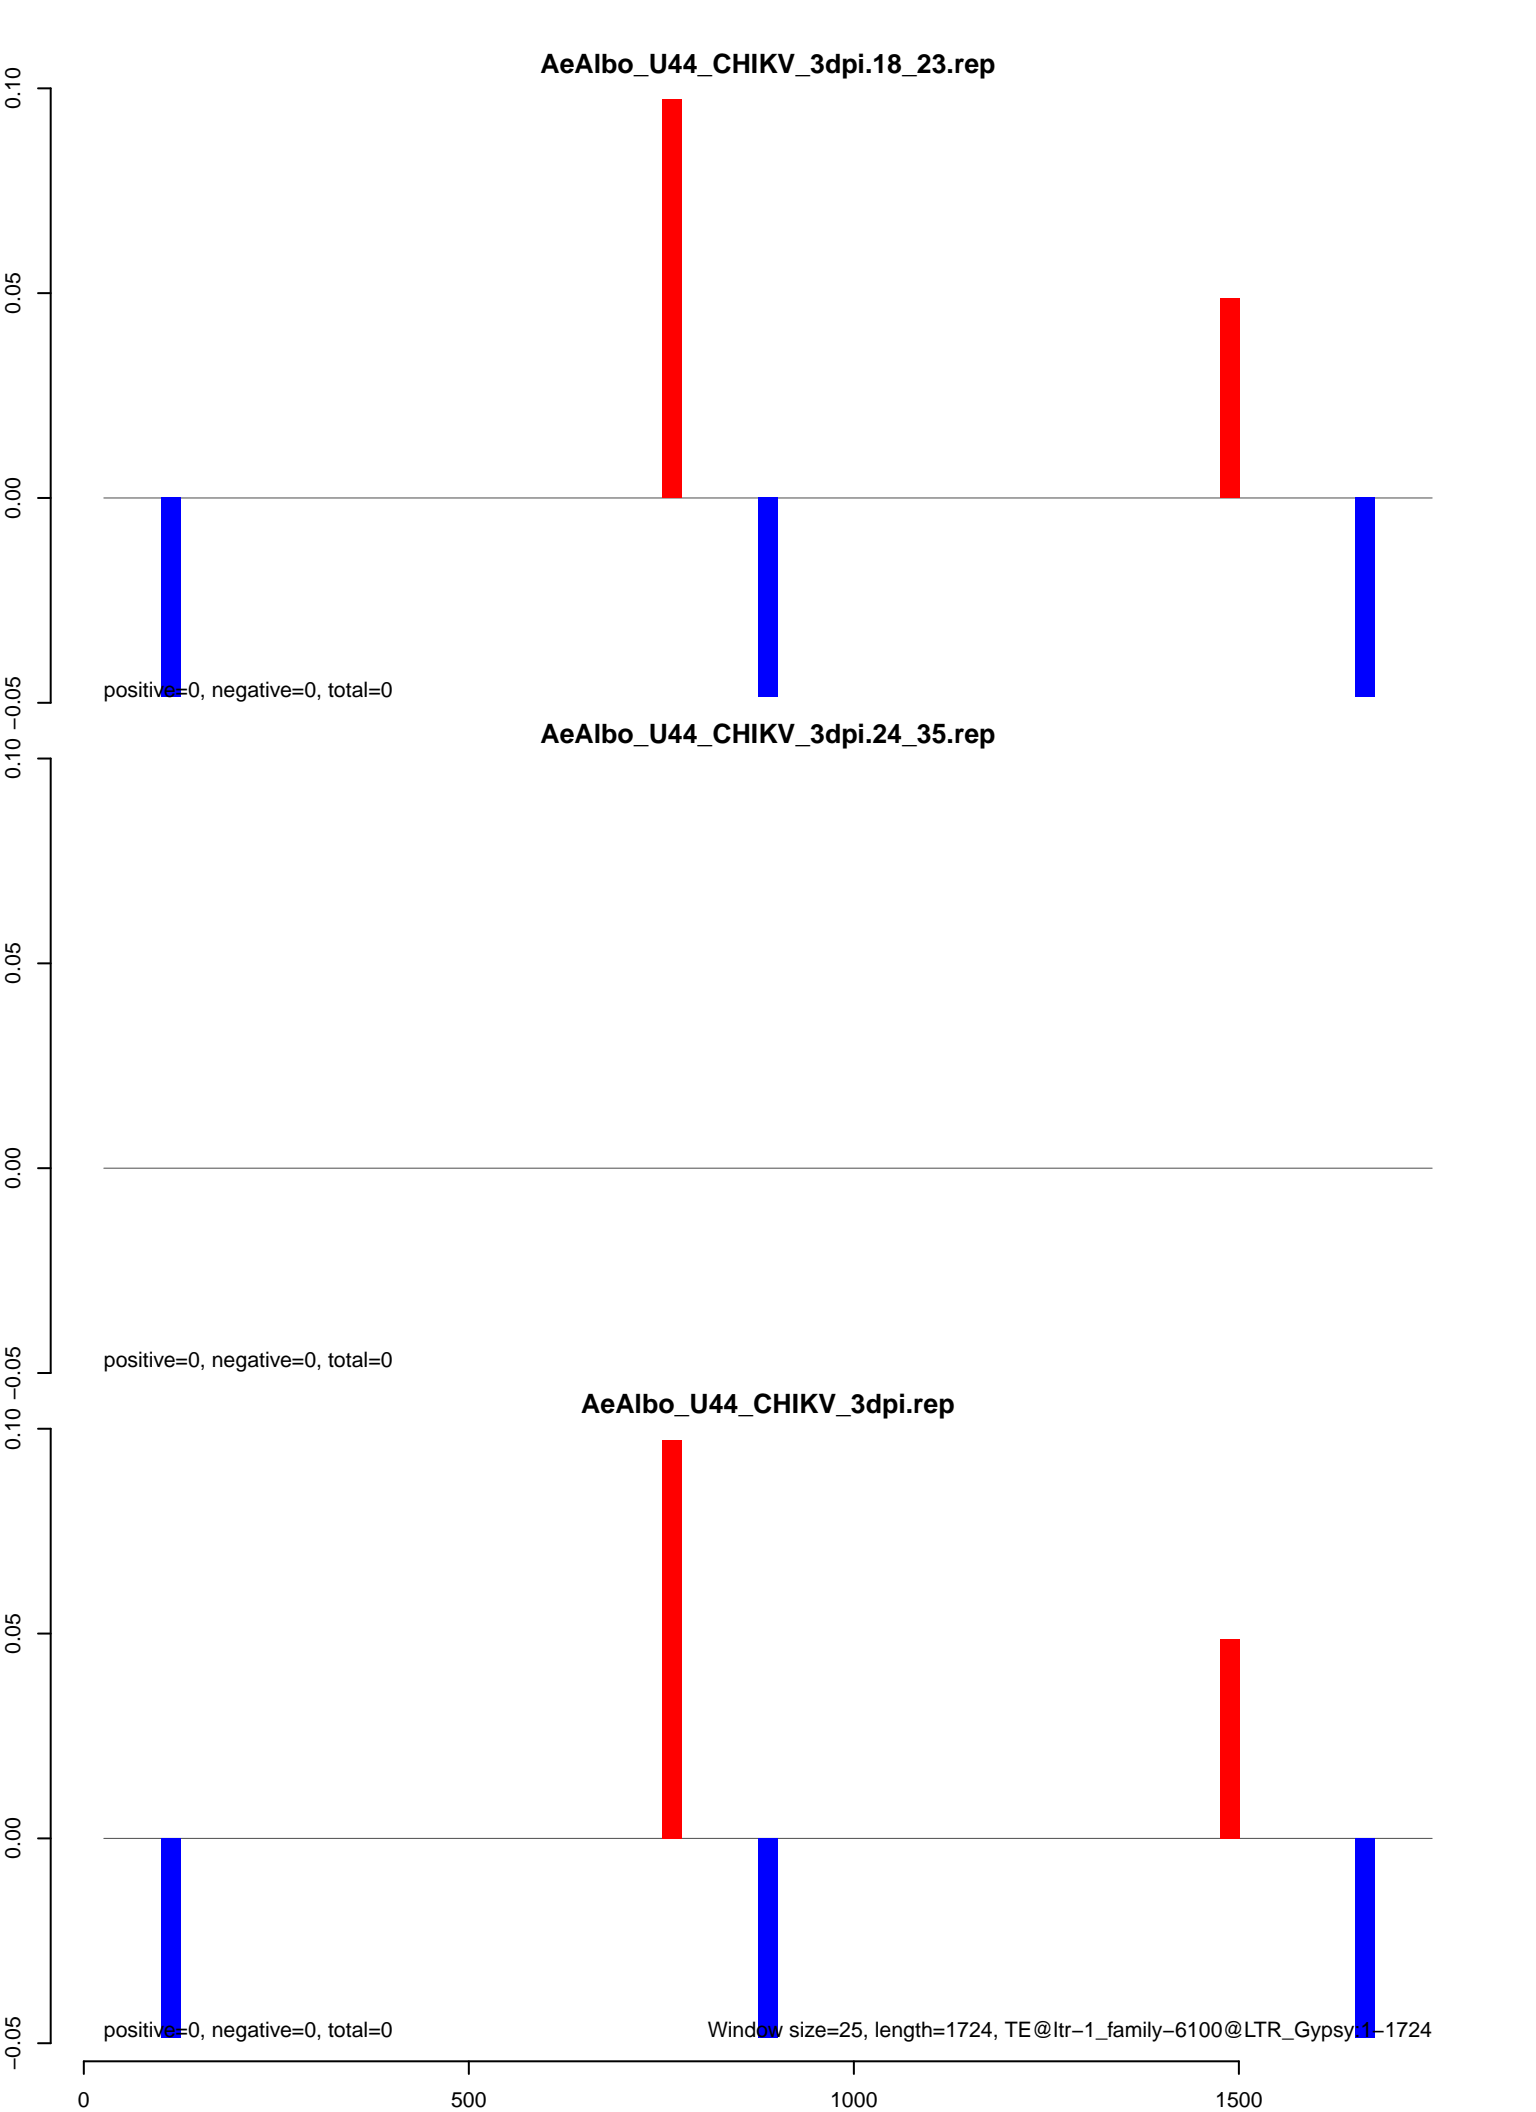 AeAlbo_U44_CHIKV_3dpi.18_23.rep
0.10
0.05
0.00
−0.05
positive=0, negative=0, total=0
AeAlbo_U44_CHIKV_3dpi.24_35.rep
0.10
0.05
0.00
−0.05
positive=0, negative=0, total=0
AeAlbo_U44_CHIKV_3dpi.rep
0.10
0.05
0.00
−0.05
positive=0, negative=0, total=0
Window size=25, length=1724, TE@ltr−1_family−6100@LTR_Gypsy:1−1724
0 500 1000 1500